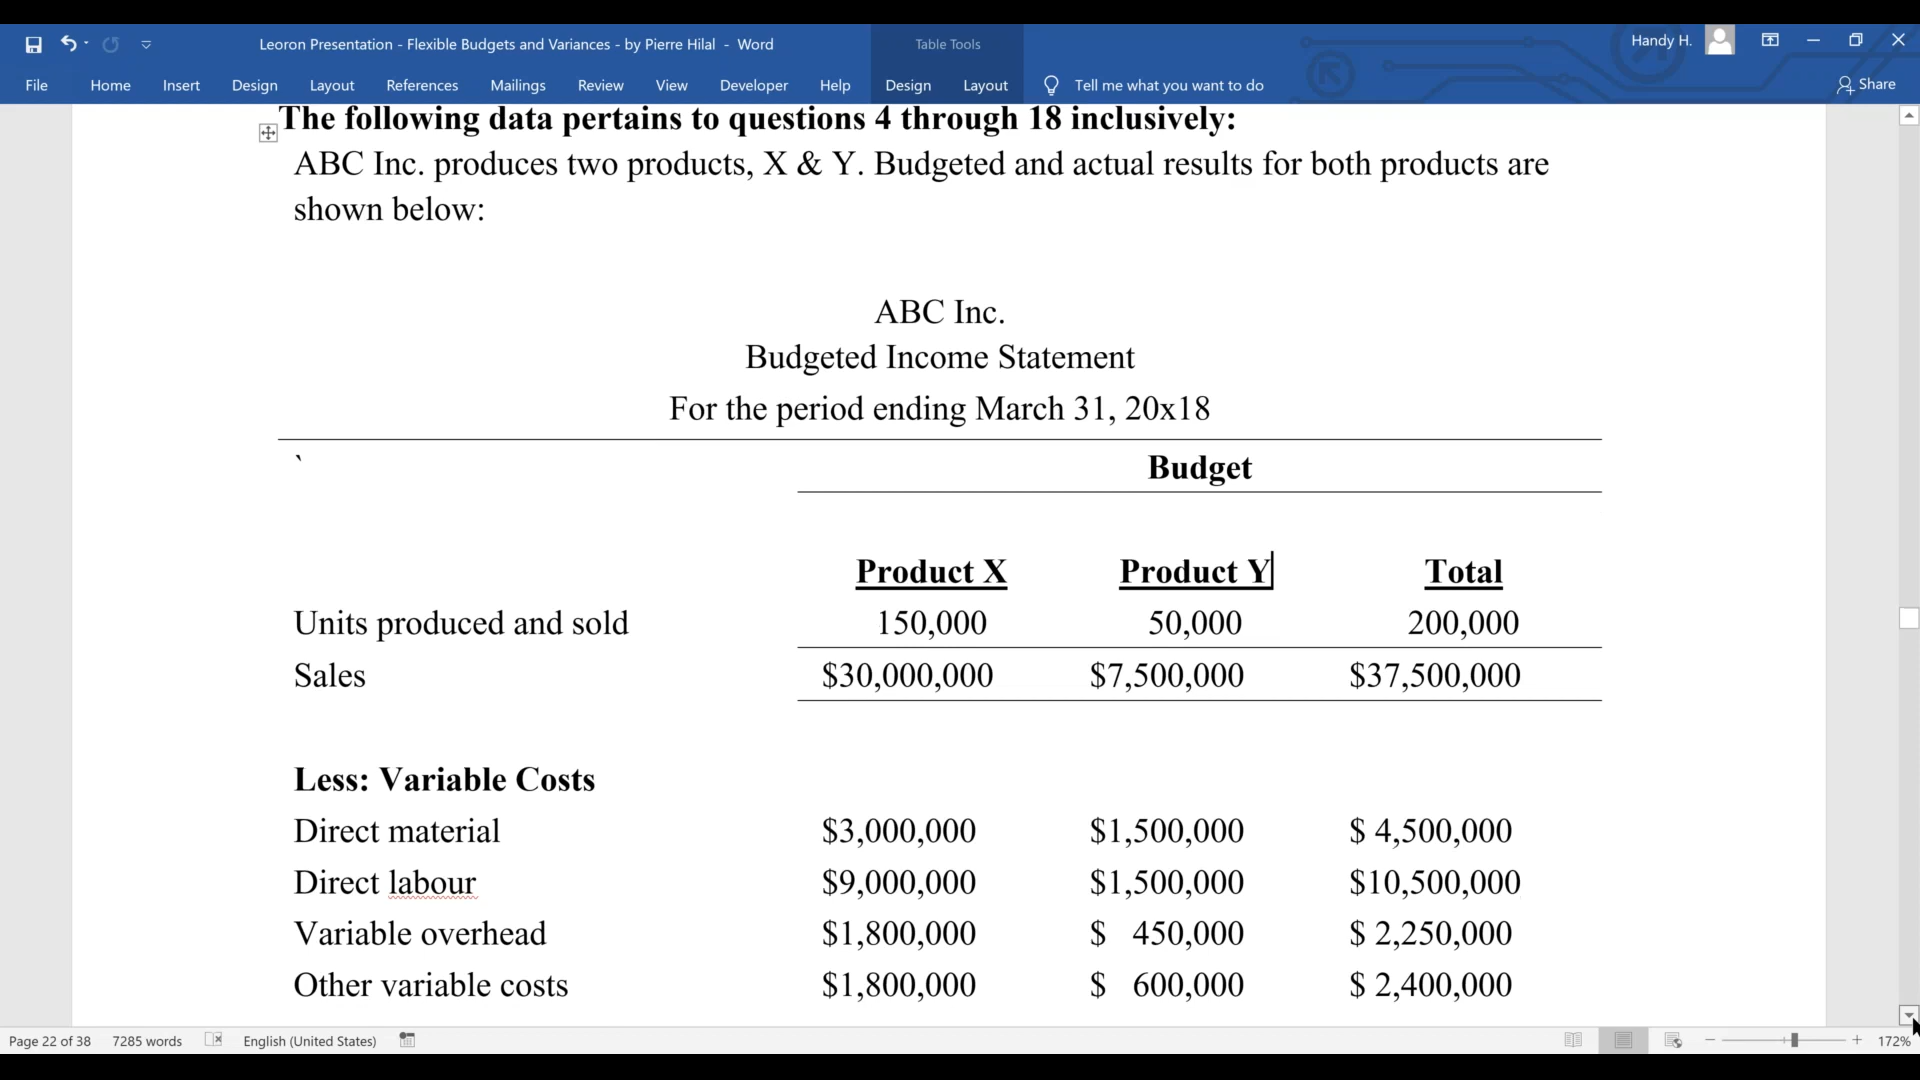 Leoron Presentation - Flexible Budgets and Variances - by Pierre Hilal - Word
Table Tools
Handy H.
File Home Insert Design Layout References Mailings Review View Developer Help Design Layout Tell me what you want to do Share
The following data pertains to questions 4 through 18 inclusively:
ABC Inc. produces two products, X & Y. Budgeted and actual results for both products are
shown below:
ABC Inc.
Budgeted Income Statement
For the period ending March 31, 20x18
` Budget
Product X Product Y Total
Units produced and sold 150,000 50,000 200,000
Sales $30,000,000 $7,500,000 $37,500,000
Less: Variable Costs
Direct material $3,000,000 $1,500,000 $ 4,500,000
Direct labour $9,000,000 $1,500,000 $10,500,000
Variable overhead $1,800,000 $ 450,000 $ 2,250,000
Other variable costs $1,800,000 $ 600,000 $ 2,400,000
Page 22 of 38 7285 words English (United States) 172%